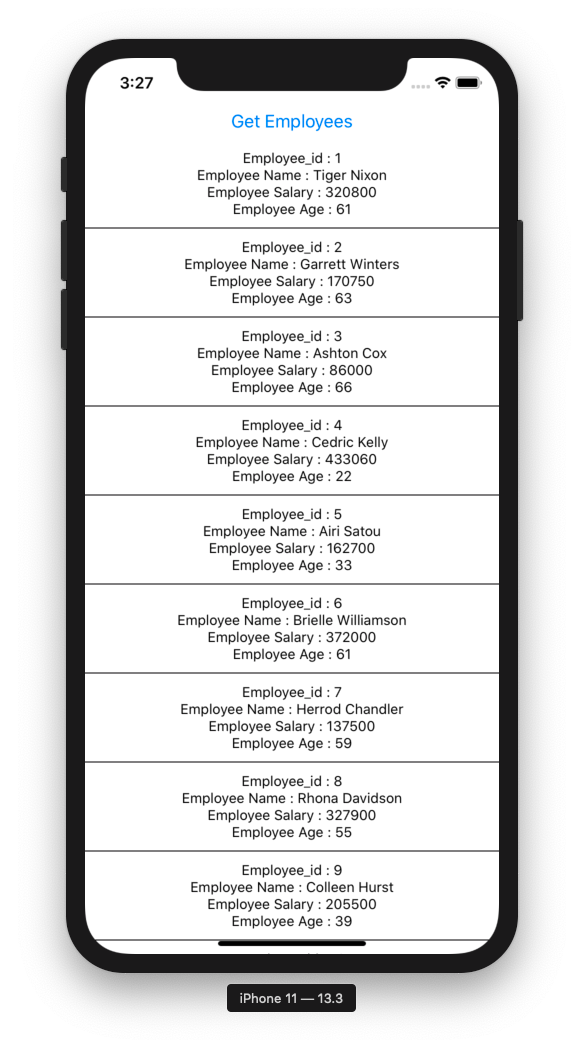 3:27
Get Employees
Employee_id : 1
Employee Name : Tiger Nixon
Employee Salary : 320800
Employee Age : 61
Employee_id : 2
Employee Name : Garrett Winters
Employee Salary : 170750
Employee Age : 63
Employee_id : 3
Employee Name : Ashton Cox
Employee Salary : 86000
Employee Age : 66
Employee_id : 4
Employee Name : Cedric Kelly
Employee Salary : 433060
Employee Age : 22
Employee_id : 5
Employee Name : Airi Satou
Employee Salary : 162700
Employee Age : 33
Employee_id : 6
Employee Name : Brielle Williamson
Employee Salary : 372000
Employee Age : 61
Employee_id : 7
Employee Name : Herrod Chandler
Employee Salary : 137500
Employee Age : 59
Employee_id : 8
Employee Name : Rhona Davidson
Employee Salary : 327900
Employee Age : 55
Employee_id : 9
Employee Name : Colleen Hurst
Employee Salary : 205500
Employee Age : 39
iPhone 11 — 13.3